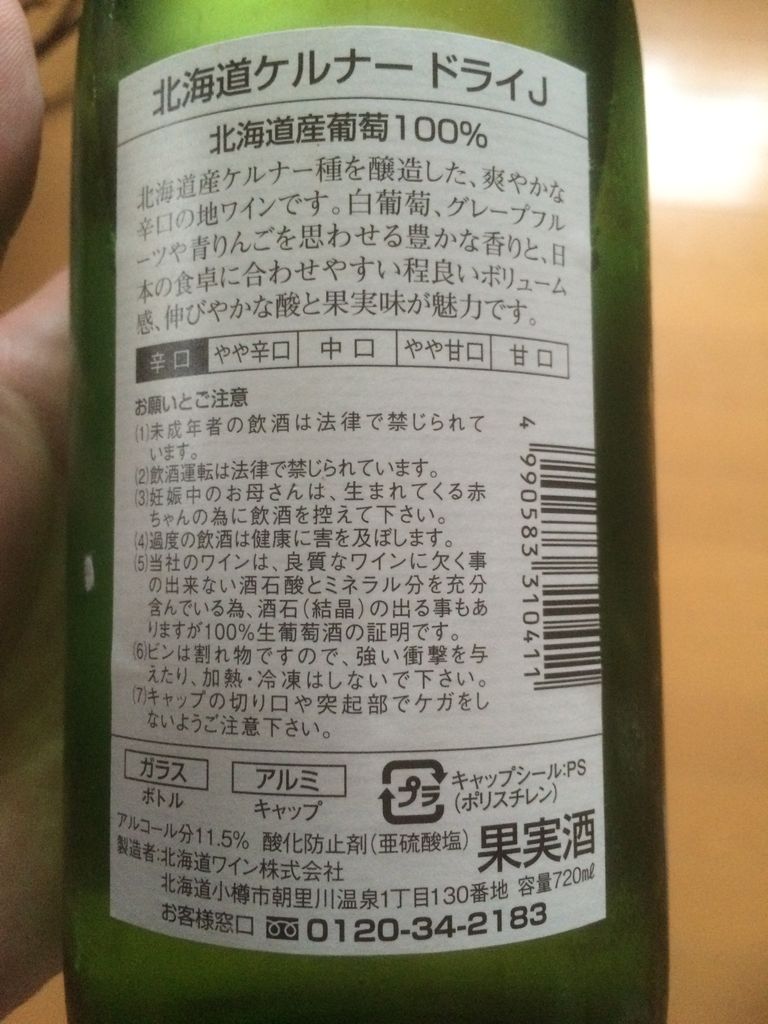 北海道ケルナー ドライJ
北海道産葡萄100%
北海道産ケルナー種を醸造した、爽やかな
辛口の地ワインです。白葡萄、グレープフル
ーツや青りんごを思わせる豊かな香りと、日
本の食卓に合わせやすい程良いボリューム
感、伸びやかな酸と果実味が魅力です。
辛口 やや辛口 中口 やや甘口 甘口
お願いとご注意
(1)未成年者の飲酒は法律で禁じられて
います。
(2)飲酒運転は法律で禁じられています。
(3)妊娠中のお母さんは、生まれてくる赤
ちゃんの為に飲酒を控えて下さい。
(4)過度の飲酒は健康に害を及ぼします。
(5)当社のワインは、良質なワインに欠く事
の出来ない酒石酸とミネラル分を充分
含んでいる為、酒石(結晶)の出る事もあ
りますが100%生葡萄酒の証明です。
(6)ビンは割れ物ですので、強い衝撃を与
えたり、加熱・冷凍はしないで下さい。
(7)キャップの切り口や突起部でケガをし
ないようご注意下さい。
4 990583 310411
ガラス
ボトル
アルミ
キャップ
プラ
キャップシール:PS
(ポリスチレン)
アルコール分11.5% 酸化防止剤(亜硫酸塩) 果実酒
製造者:北海道ワイン株式会社
北海道小樽市朝里川温泉1丁目130番地 容量720ml
お客様窓口 0120-34-2183